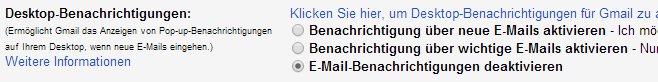 Desktop-Benachrichtigungen:
(Ermöglicht Gmail das Anzeigen von Pop-up-Benachrichtigungen
auf Ihrem Desktop, wenn neue E-Mails eingehen.)
Weitere Informationen
Klicken Sie hier, um Desktop-Benachrichtigungen für Gmail zu a
Benachrichtigung über neue E-Mails aktivieren - Ich mö
Benachrichtigung über wichtige E-Mails aktivieren - Nu
E-Mail-Benachrichtigungen deaktivieren